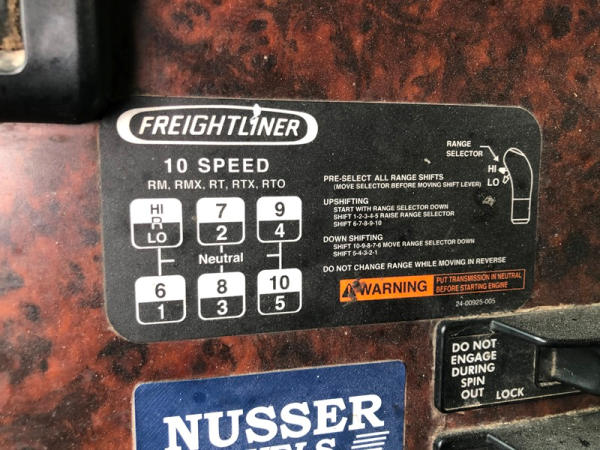 FREIGHTLINER
10 SPEED
RM, RMX, RT, RTX, RTO
HI
R
LO
7
2
9
4
Neutral
6
1
8
3
10
5
RANGE
SELECTOR
HI
LO
PRE-SELECT ALL RANGE SHIFTS
(MOVE SELECTOR BEFORE MOVING SHIFT LEVER)
UPSHIFTING
START WITH RANGE SELECTOR DOWN
SHIFT 1-2-3-4-5 RAISE RANGE SELECTOR
SHIFT 6-7-8-9-10
DOWN SHIFTING
SHIFT 10-9-8-7-6 MOVE RANGE SELECTOR DOWN
SHIFT 5-4-3-2-1
DO NOT CHANGE RANGE WHILE MOVING IN REVERSE
WARNING
PUT TRANSMISSION IN NEUTRAL
BEFORE STARTING ENGINE
24-00925-005
DO NOT
ENGAGE
DURING
SPIN
OUT LOCK
NUSSER